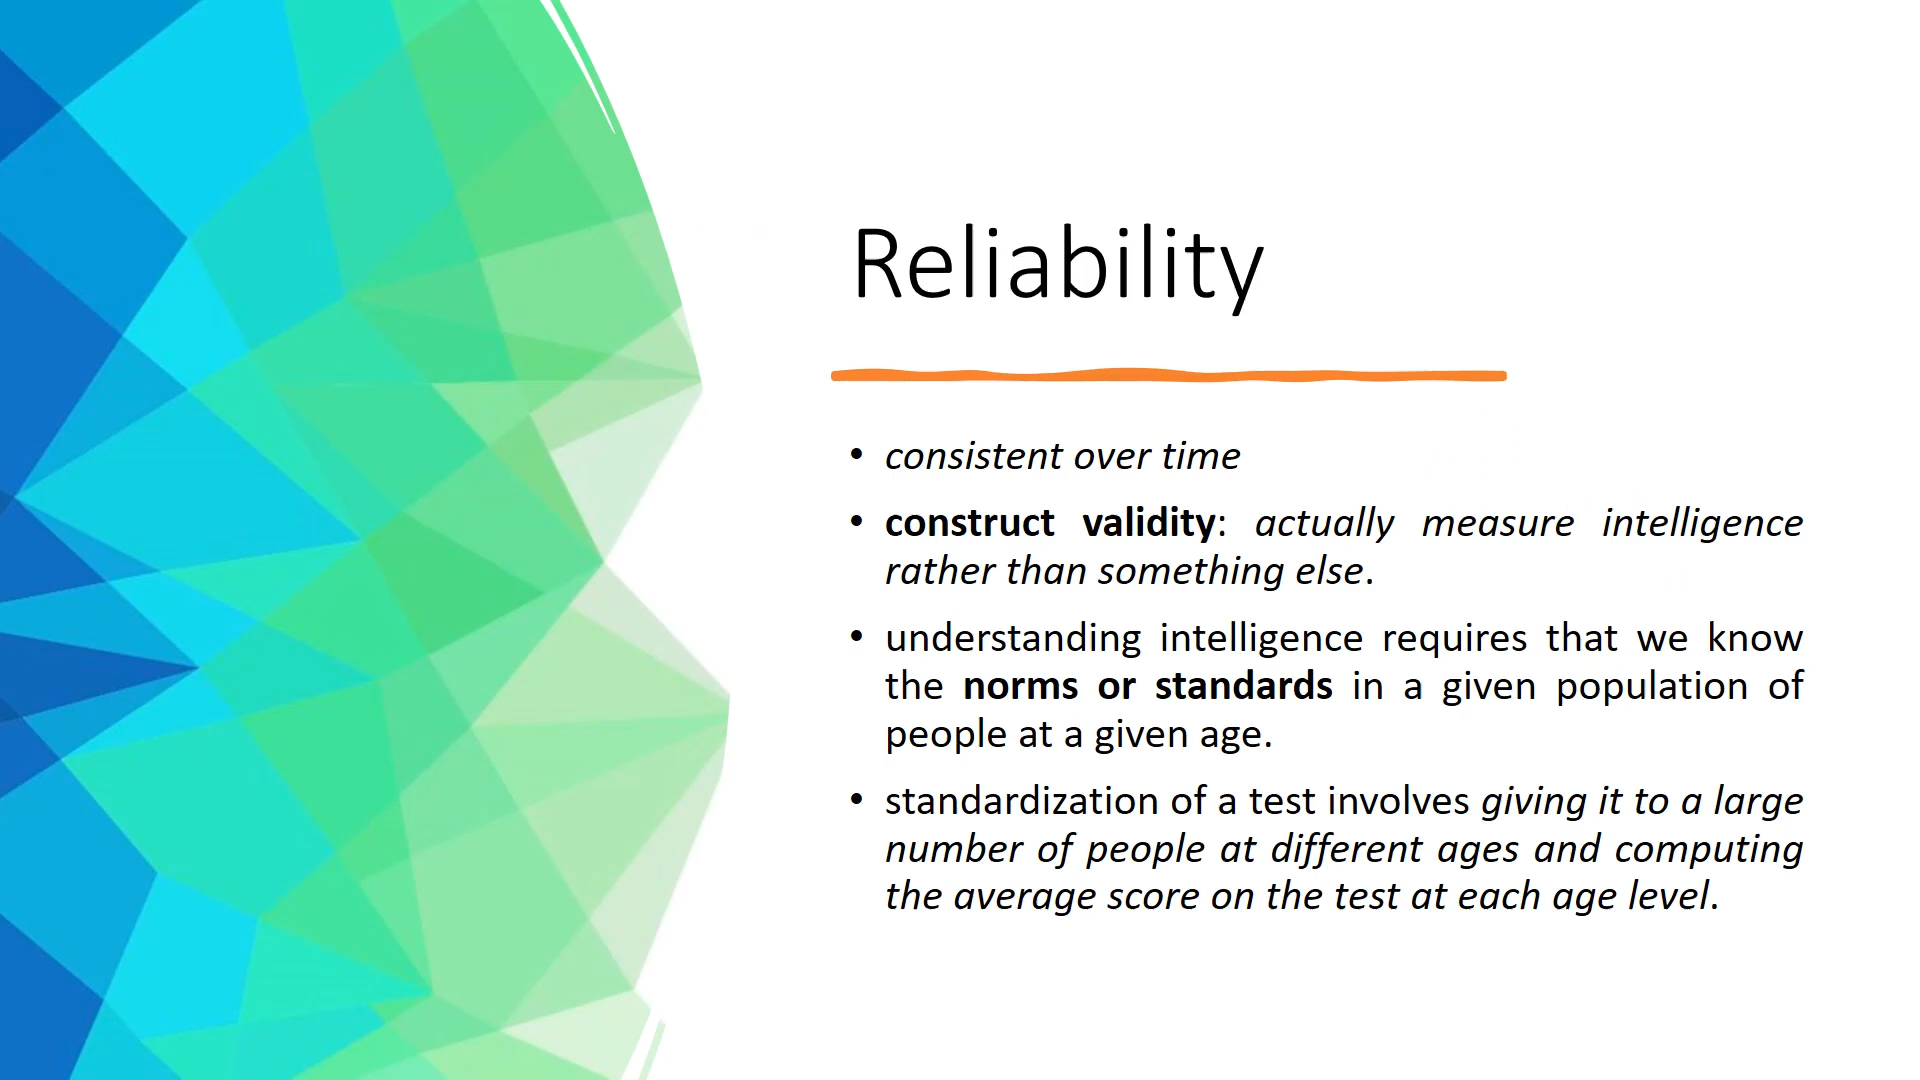 Reliability
• consistent over time
• construct validity: actually measure intelligence
rather than something else.
• understanding intelligence requires that we know
the norms or standards in a given population of
people at a given age.
• standardization of a test involves giving it to a large
number of people at different ages and computing
the average score on the test at each age level.